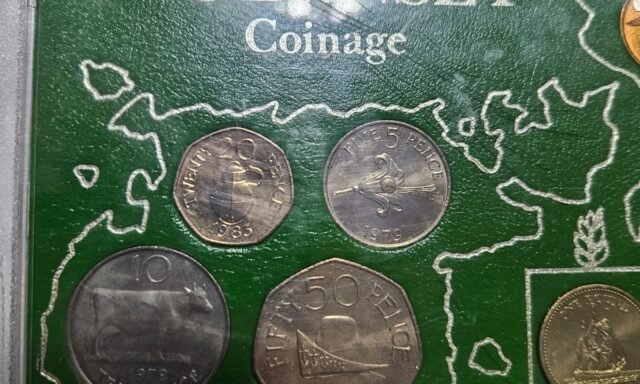 Coinage
TWENTY 20 PENCE
1983
FIVE 5 PENCE
1979
10
1979
FIFTY 50 PENCE